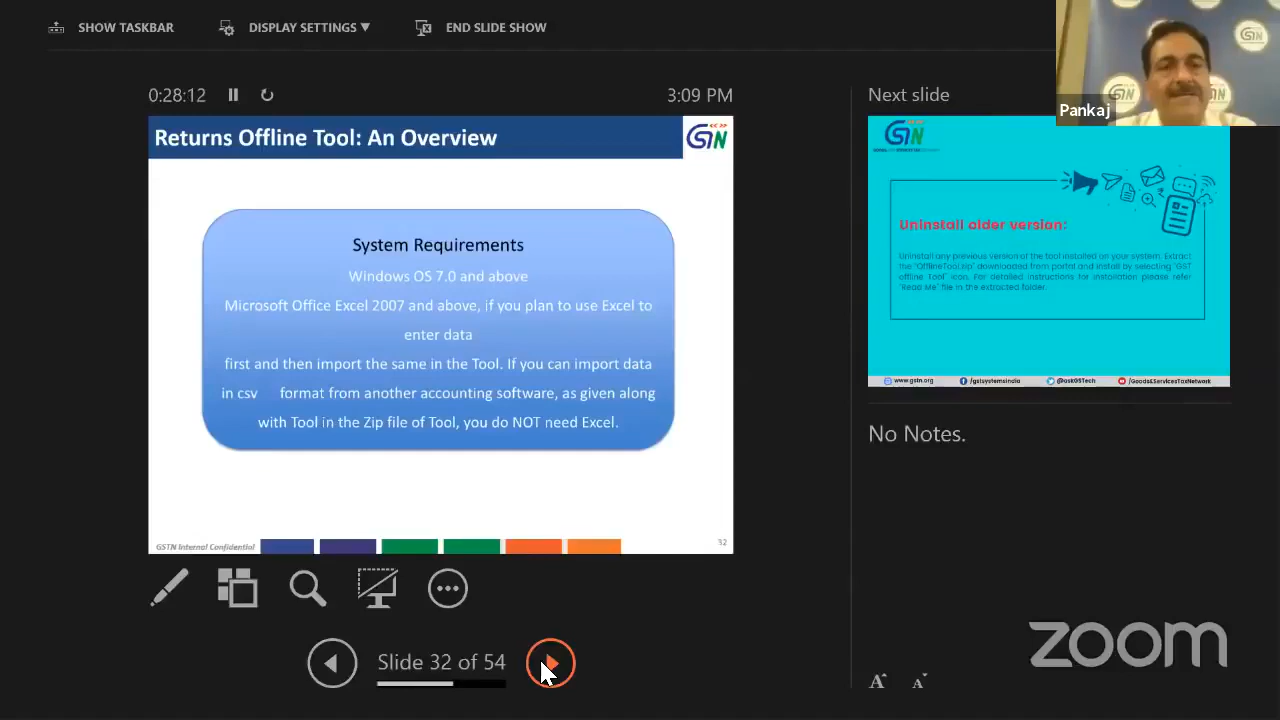 SHOW TASKBAR
DISPLAY SETTINGS ▼
END SLIDE SHOW
GSTN
Pankaj
0:28:12
3:09 PM
Next slide
Returns Offline Tool: An Overview
GSTN
System Requirements
Windows OS 7.0 and above
Microsoft Office Excel 2007 and above, if you plan to use Excel to
enter data
first and then import the same in the Tool. If you can import data
in csv format from another accounting software, as given along
with Tool in the Zip file of Tool, you do NOT need Excel.
GSTN Internal Confidential
32
GSTN
Uninstall older version:
Uninstall any previous version of the tool installed on your system. Extract
the 'OfflineTool.zip' downloaded from portal and install by selecting 'GST
offline Tool' icon. For detailed instructions for installation please refer
'Read Me' file in the extracted folder.
www.gstn.org
/gstsystemsindia
@askGSTech
/Goods&ServicesTaxNetwork
No Notes.
Slide 32 of 54
A A
zoom